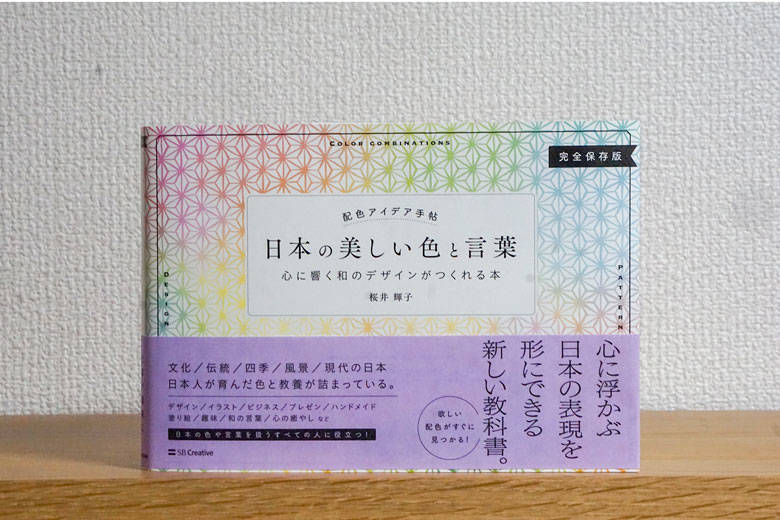 COLOR COMBINATIONS
完全保存版
配色アイデア手帖
日本の美しい色と言葉
心に響く和のデザインがつくれる本
桜井 輝子
DESIGN
PATTERN
心に浮かぶ
日本の表現を
形にできる
新しい教科書。
文化／伝統／四季／風景／現代の日本
日本人が育んだ色と教養が詰まっている。
デザイン／イラスト／ビジネス／プレゼン／ハンドメイド
塗り絵／趣味／和の言葉／心の癒やし など
日本の色や言葉を扱うすべての人に役立つ！
欲しい
配色がすぐに
見つかる！
SB Creative